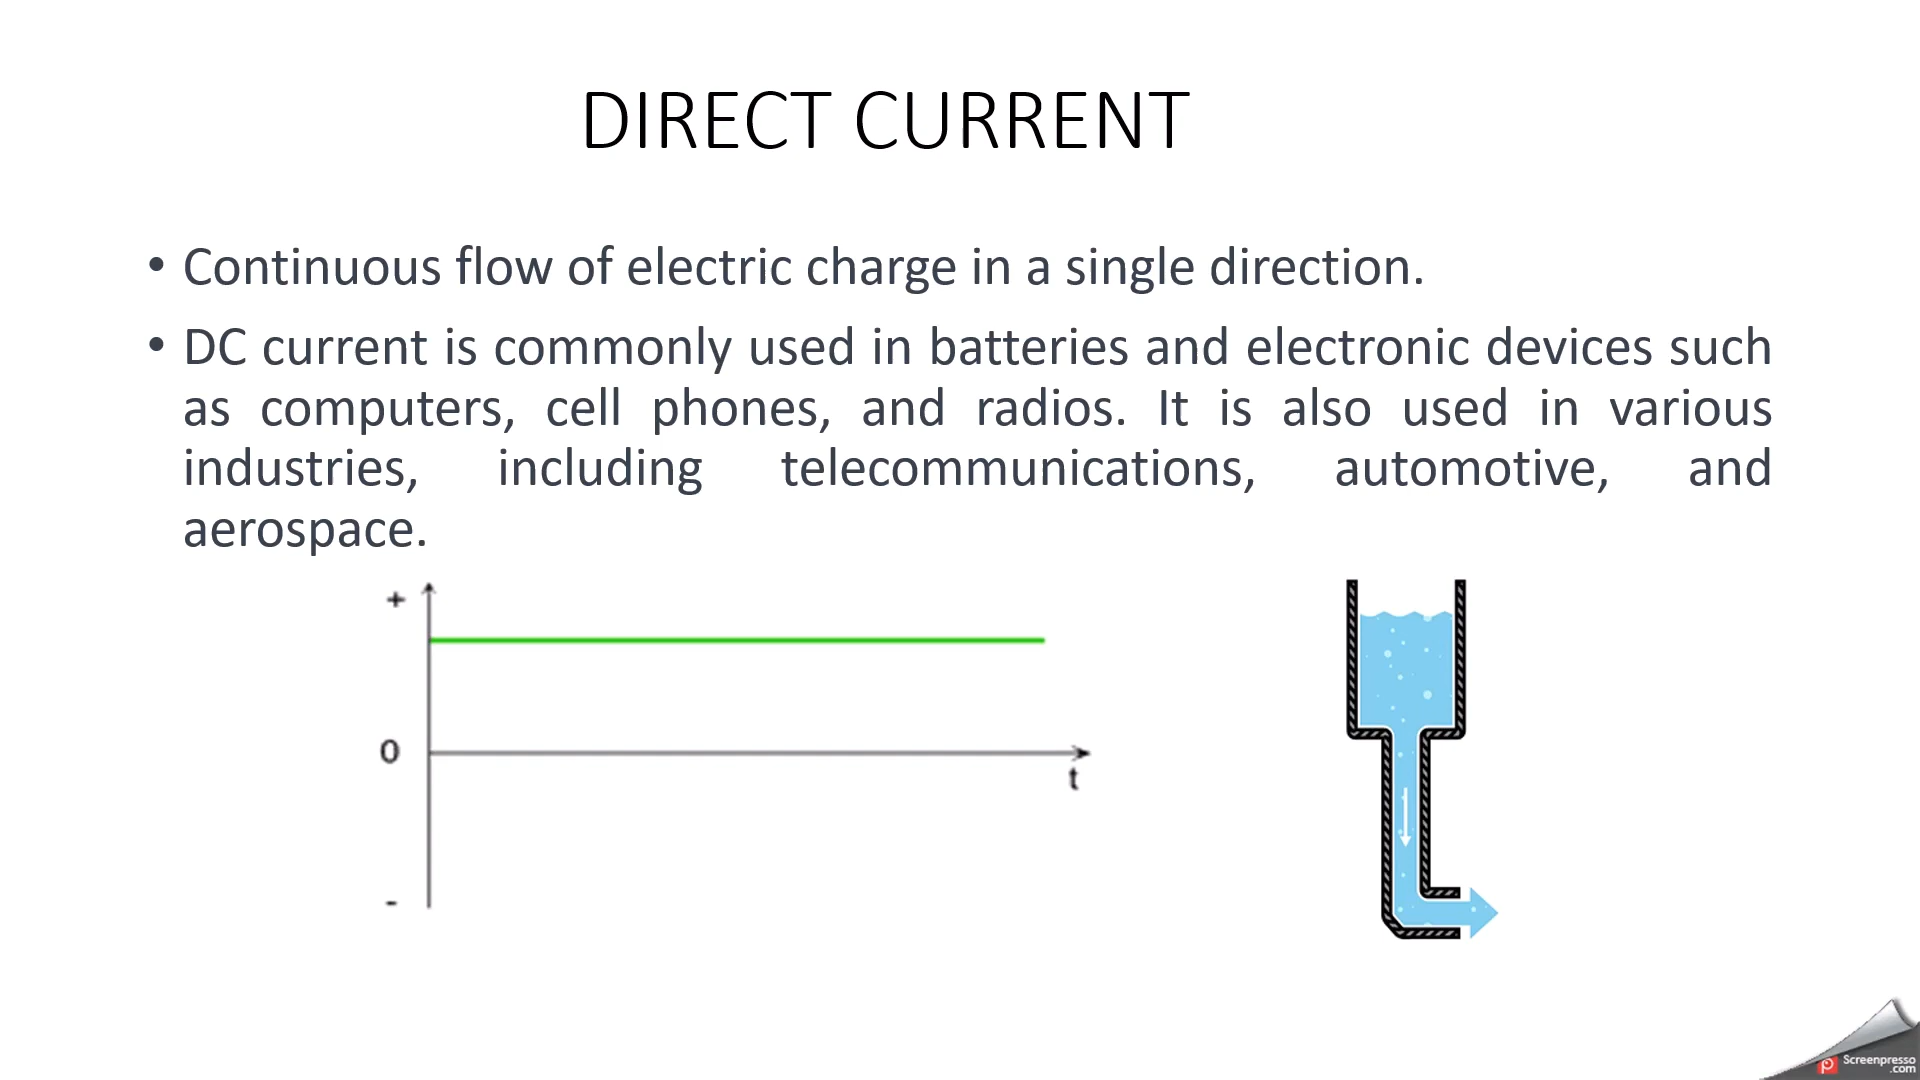 DIRECT CURRENT
• Continuous flow of electric charge in a single direction.
• DC current is commonly used in batteries and electronic devices such
as computers, cell phones, and radios. It is also used in various
industries, including telecommunications, automotive, and
aerospace.
+
0
t
-
Screenpresso
.com